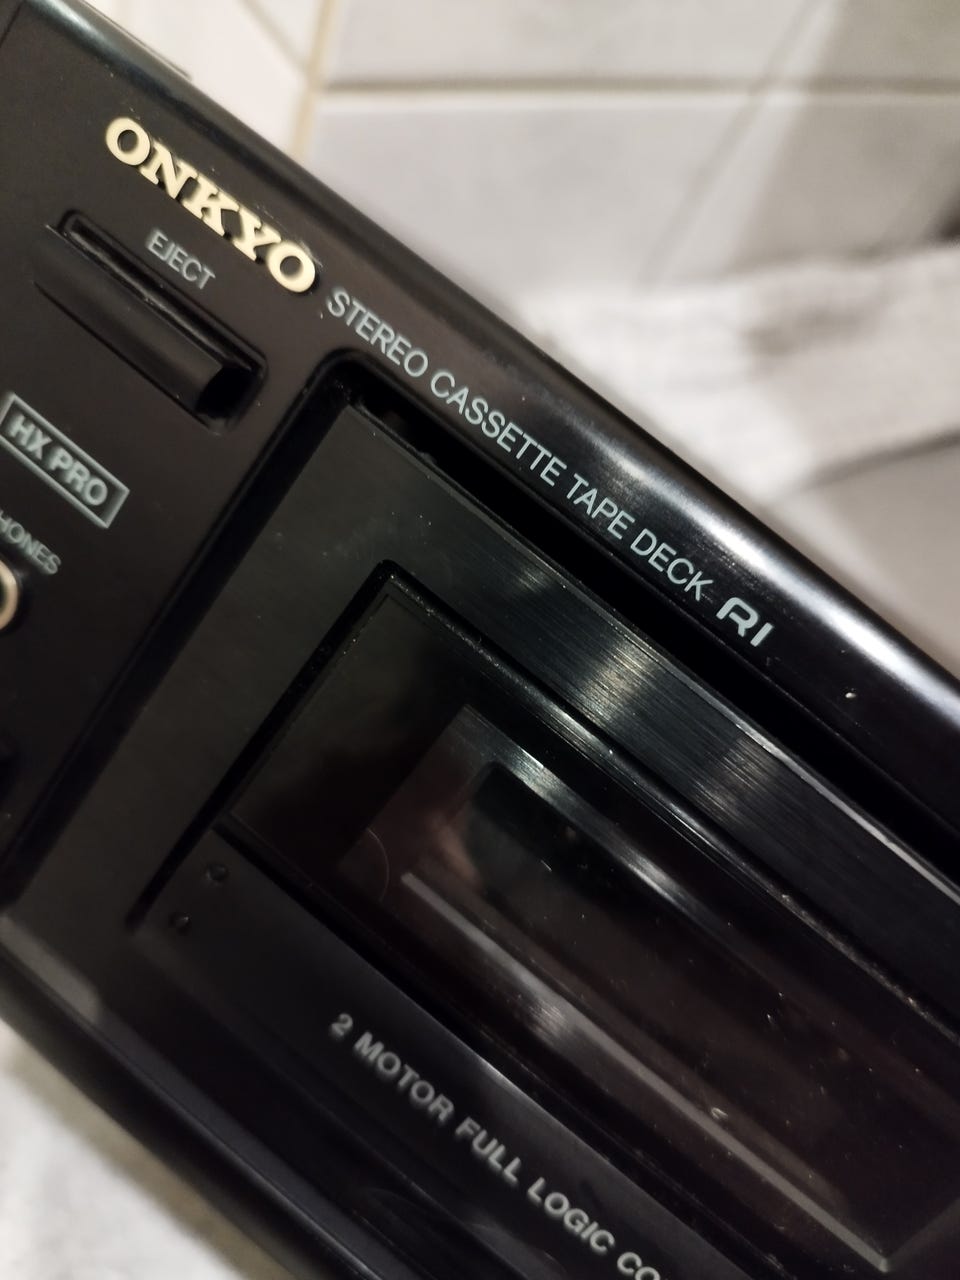 ONKYO
EJECT
STEREO CASSETTE TAPE DECK RI
HX PRO
HONES
2 MOTOR FULL LOGIC CO